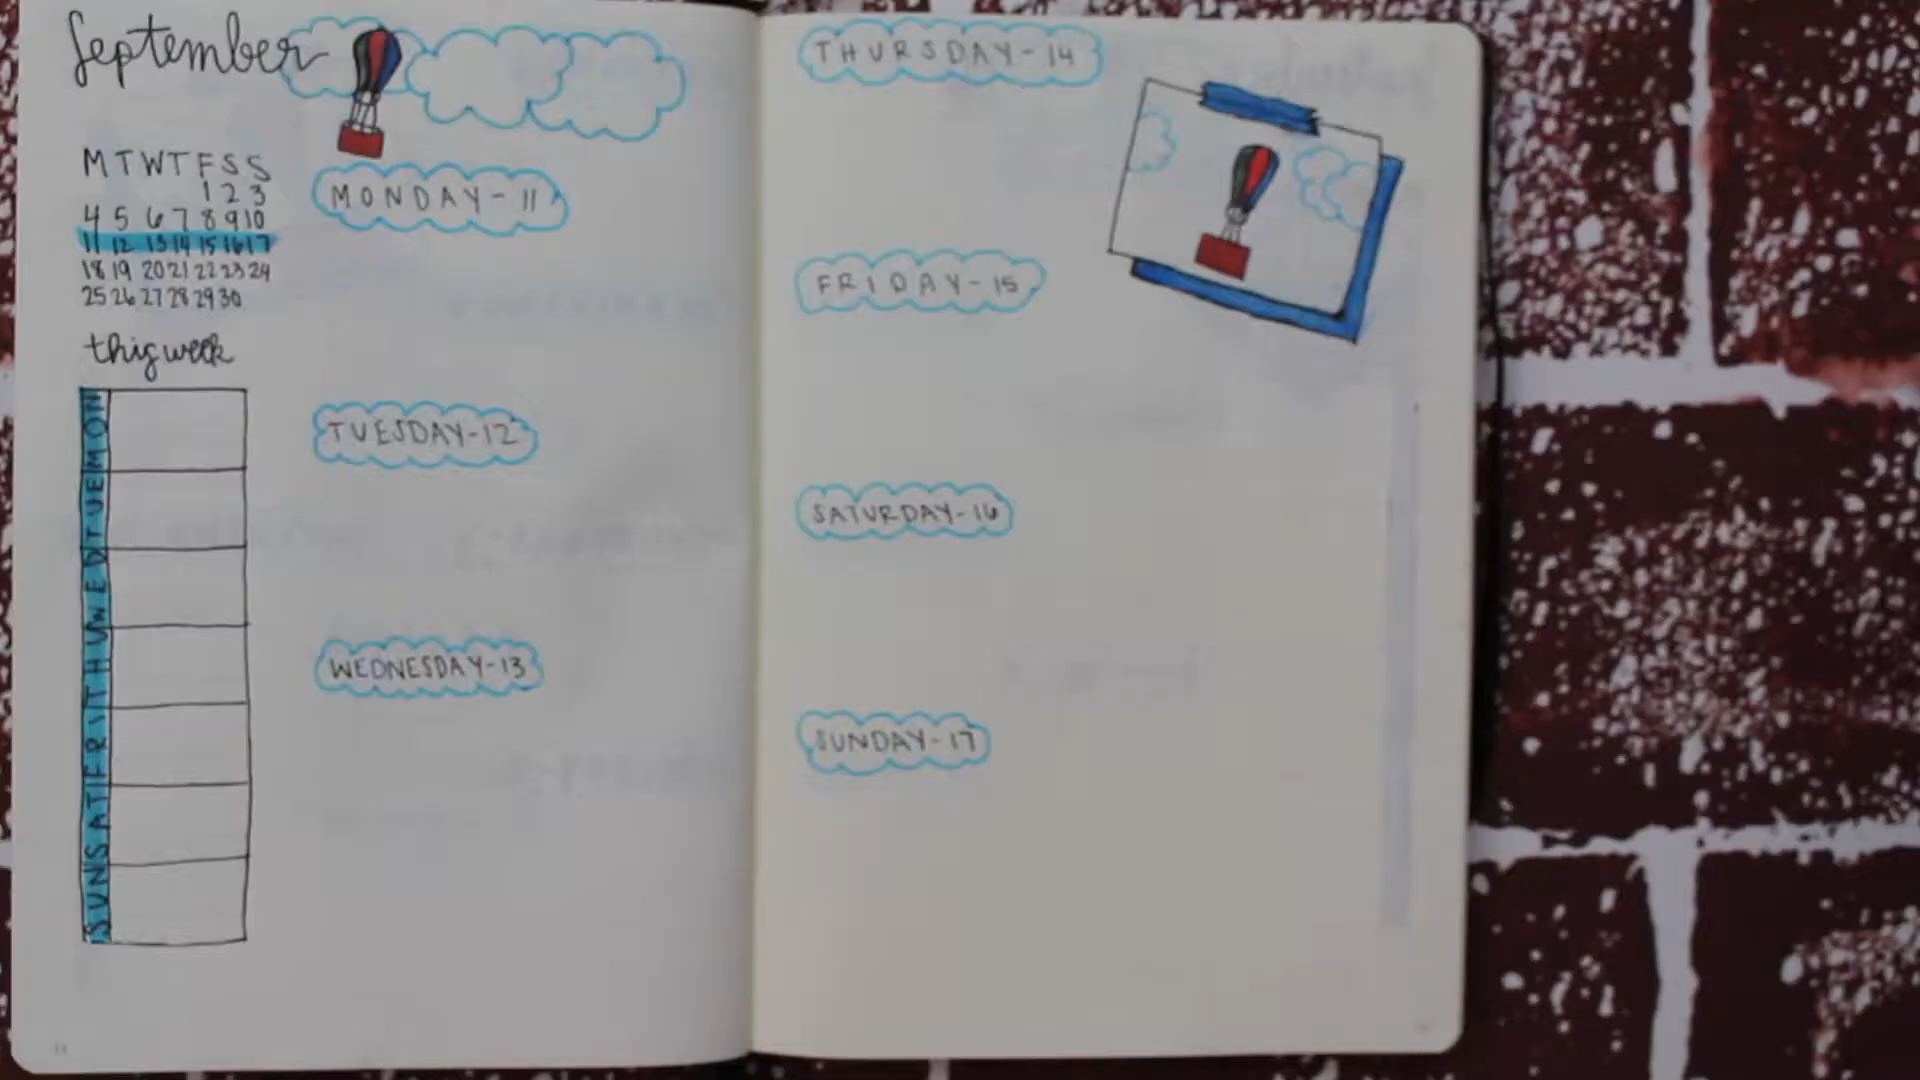 September
M T W T F S S
1 2 3
4 5 6 7 8 9 10
11 12 13 14 15 16 17
18 19 20 21 22 23 24
25 26 27 28 29 30
this week
MON
TUE
WED
THU
FRI
SAT
SUN
MONDAY-11
TUESDAY-12
WEDNESDAY-13
THURSDAY-14
FRIDAY-15
SATURDAY-16
SUNDAY-17